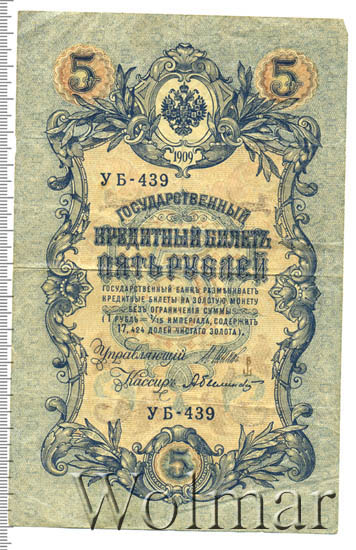 5 5
1909
УБ-439
ГОСУДАРСТВЕННЫЙ
КРЕДИТНЫЙ БИЛЕТЪ
ПЯТЬ РУБЛЕЙ
ГОСУДАРСТВЕННЫЙ БАНКЪ РАЗМѢНИВАЕТЪ
КРЕДИТНЫЕ БИЛЕТЫ НА ЗОЛОТУЮ МОНЕТУ
БЕЗЪ ОГРАНИЧЕНІЯ СУММЫ
(1 РУБЛЬ = 1/15 ИМПЕРІАЛА, СОДЕРЖИТЪ
17,424 ДОЛЕЙ ЧИСТАГО ЗОЛОТА).
Управляющій
Кассиръ
УБ-439
5
Wolmar